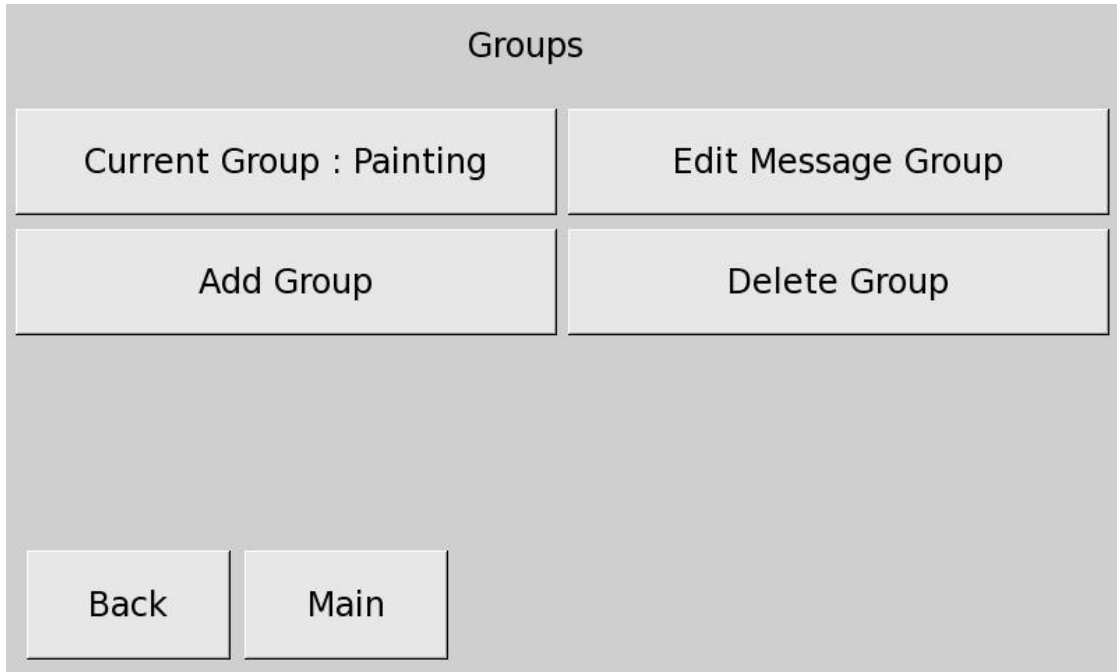 Groups
Current Group : Painting
Edit Message Group
Add Group
Delete Group
Back
Main